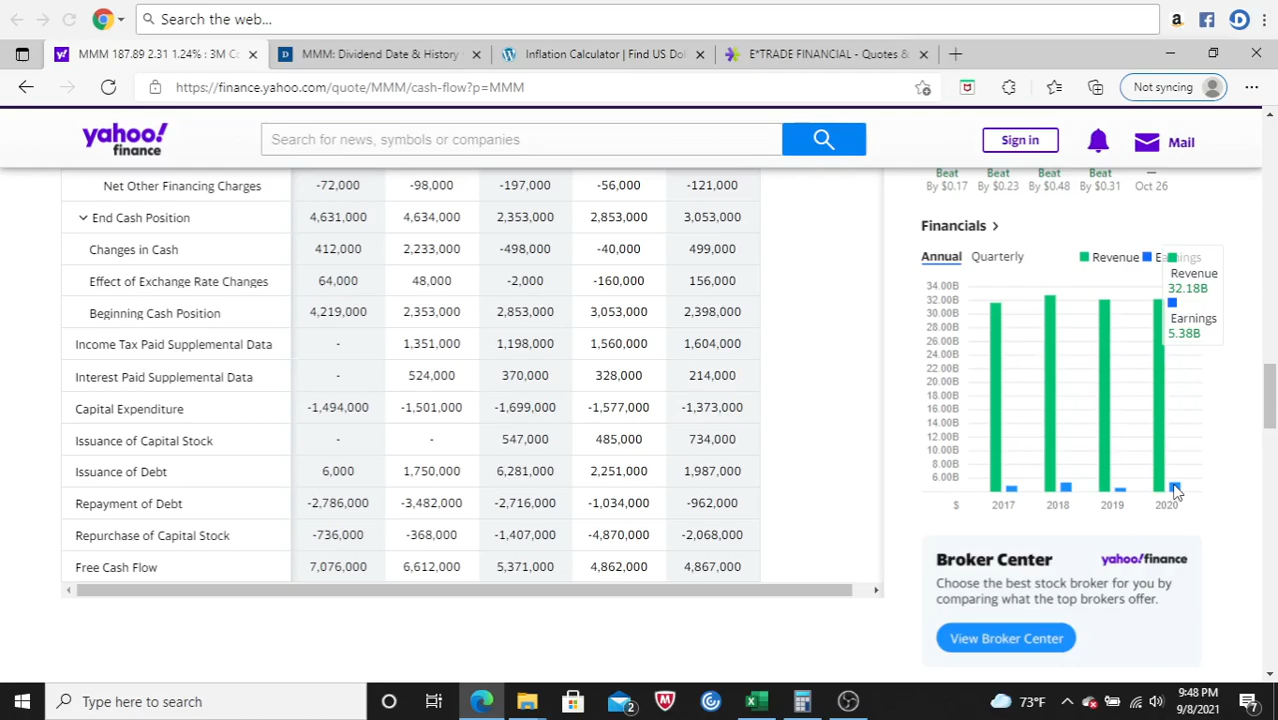 Search the web...
MMM 187.89 2.31 1.24% : 3M Co
MMM: Dividend Date & History
Inflation Calculator | Find US Dol
E*TRADE FINANCIAL - Quotes &
https://finance.yahoo.com/quote/MMM/cash-flow?p=MMM
Not syncing
yahoo!
finance
Search for news, symbols or companies
Sign in
Mail
Net Other Financing Charges -72,000 -98,000 -197,000 -56,000 -121,000
End Cash Position 4,631,000 4,634,000 2,353,000 2,853,000 3,053,000
Changes in Cash 412,000 2,233,000 -498,000 -40,000 499,000
Effect of Exchange Rate Changes 64,000 48,000 -2,000 -160,000 156,000
Beginning Cash Position 4,219,000 2,353,000 2,853,000 3,053,000 2,398,000
Income Tax Paid Supplemental Data - 1,351,000 1,198,000 1,560,000 1,604,000
Interest Paid Supplemental Data - 524,000 370,000 328,000 214,000
Capital Expenditure -1,494,000 -1,501,000 -1,699,000 -1,577,000 -1,373,000
Issuance of Capital Stock - - 547,000 485,000 734,000
Issuance of Debt 6,000 1,750,000 6,281,000 2,251,000 1,987,000
Repayment of Debt -2,786,000 -3,482,000 -2,716,000 -1,034,000 -962,000
Repurchase of Capital Stock -736,000 -368,000 -1,407,000 -4,870,000 -2,068,000
Free Cash Flow 7,076,000 6612,000 5,371,000 4,862,000 4,867,000
Beat Beat Beat Beat —
By $0.17 By $0.23 By $0.48 By $0.31 Oct 26
Financials >
Annual Quarterly
Revenue Earnings
Revenue
32.18B
Earnings
5.38B
34.00B
32.00B
30.00B
28.00B
26.00B
24.00B
22.00B
20.00B
18.00B
16.00B
14.00B
12.00B
10.00B
8.00B
6.00B
$ 2017 2018 2019 2020
Broker Center yahoo!finance
Choose the best stock broker for you by
comparing what the top brokers offer.
View Broker Center
Type here to search
2
73°F
9:48 PM
9/8/2021
7